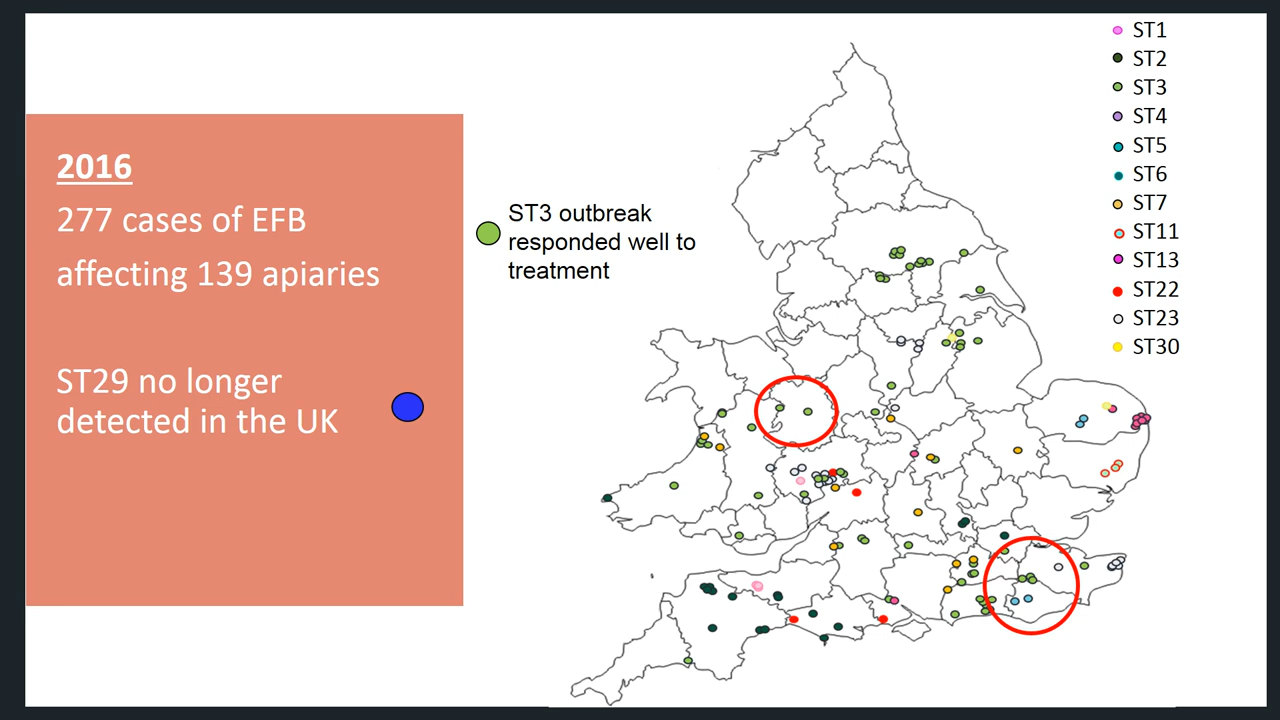 2016
277 cases of EFB
affecting 139 apiaries
ST29 no longer
detected in the UK
ST3 outbreak
responded well to
treatment
ST1
ST2
ST3
ST4
ST5
ST6
ST7
ST11
ST13
ST22
ST23
ST30